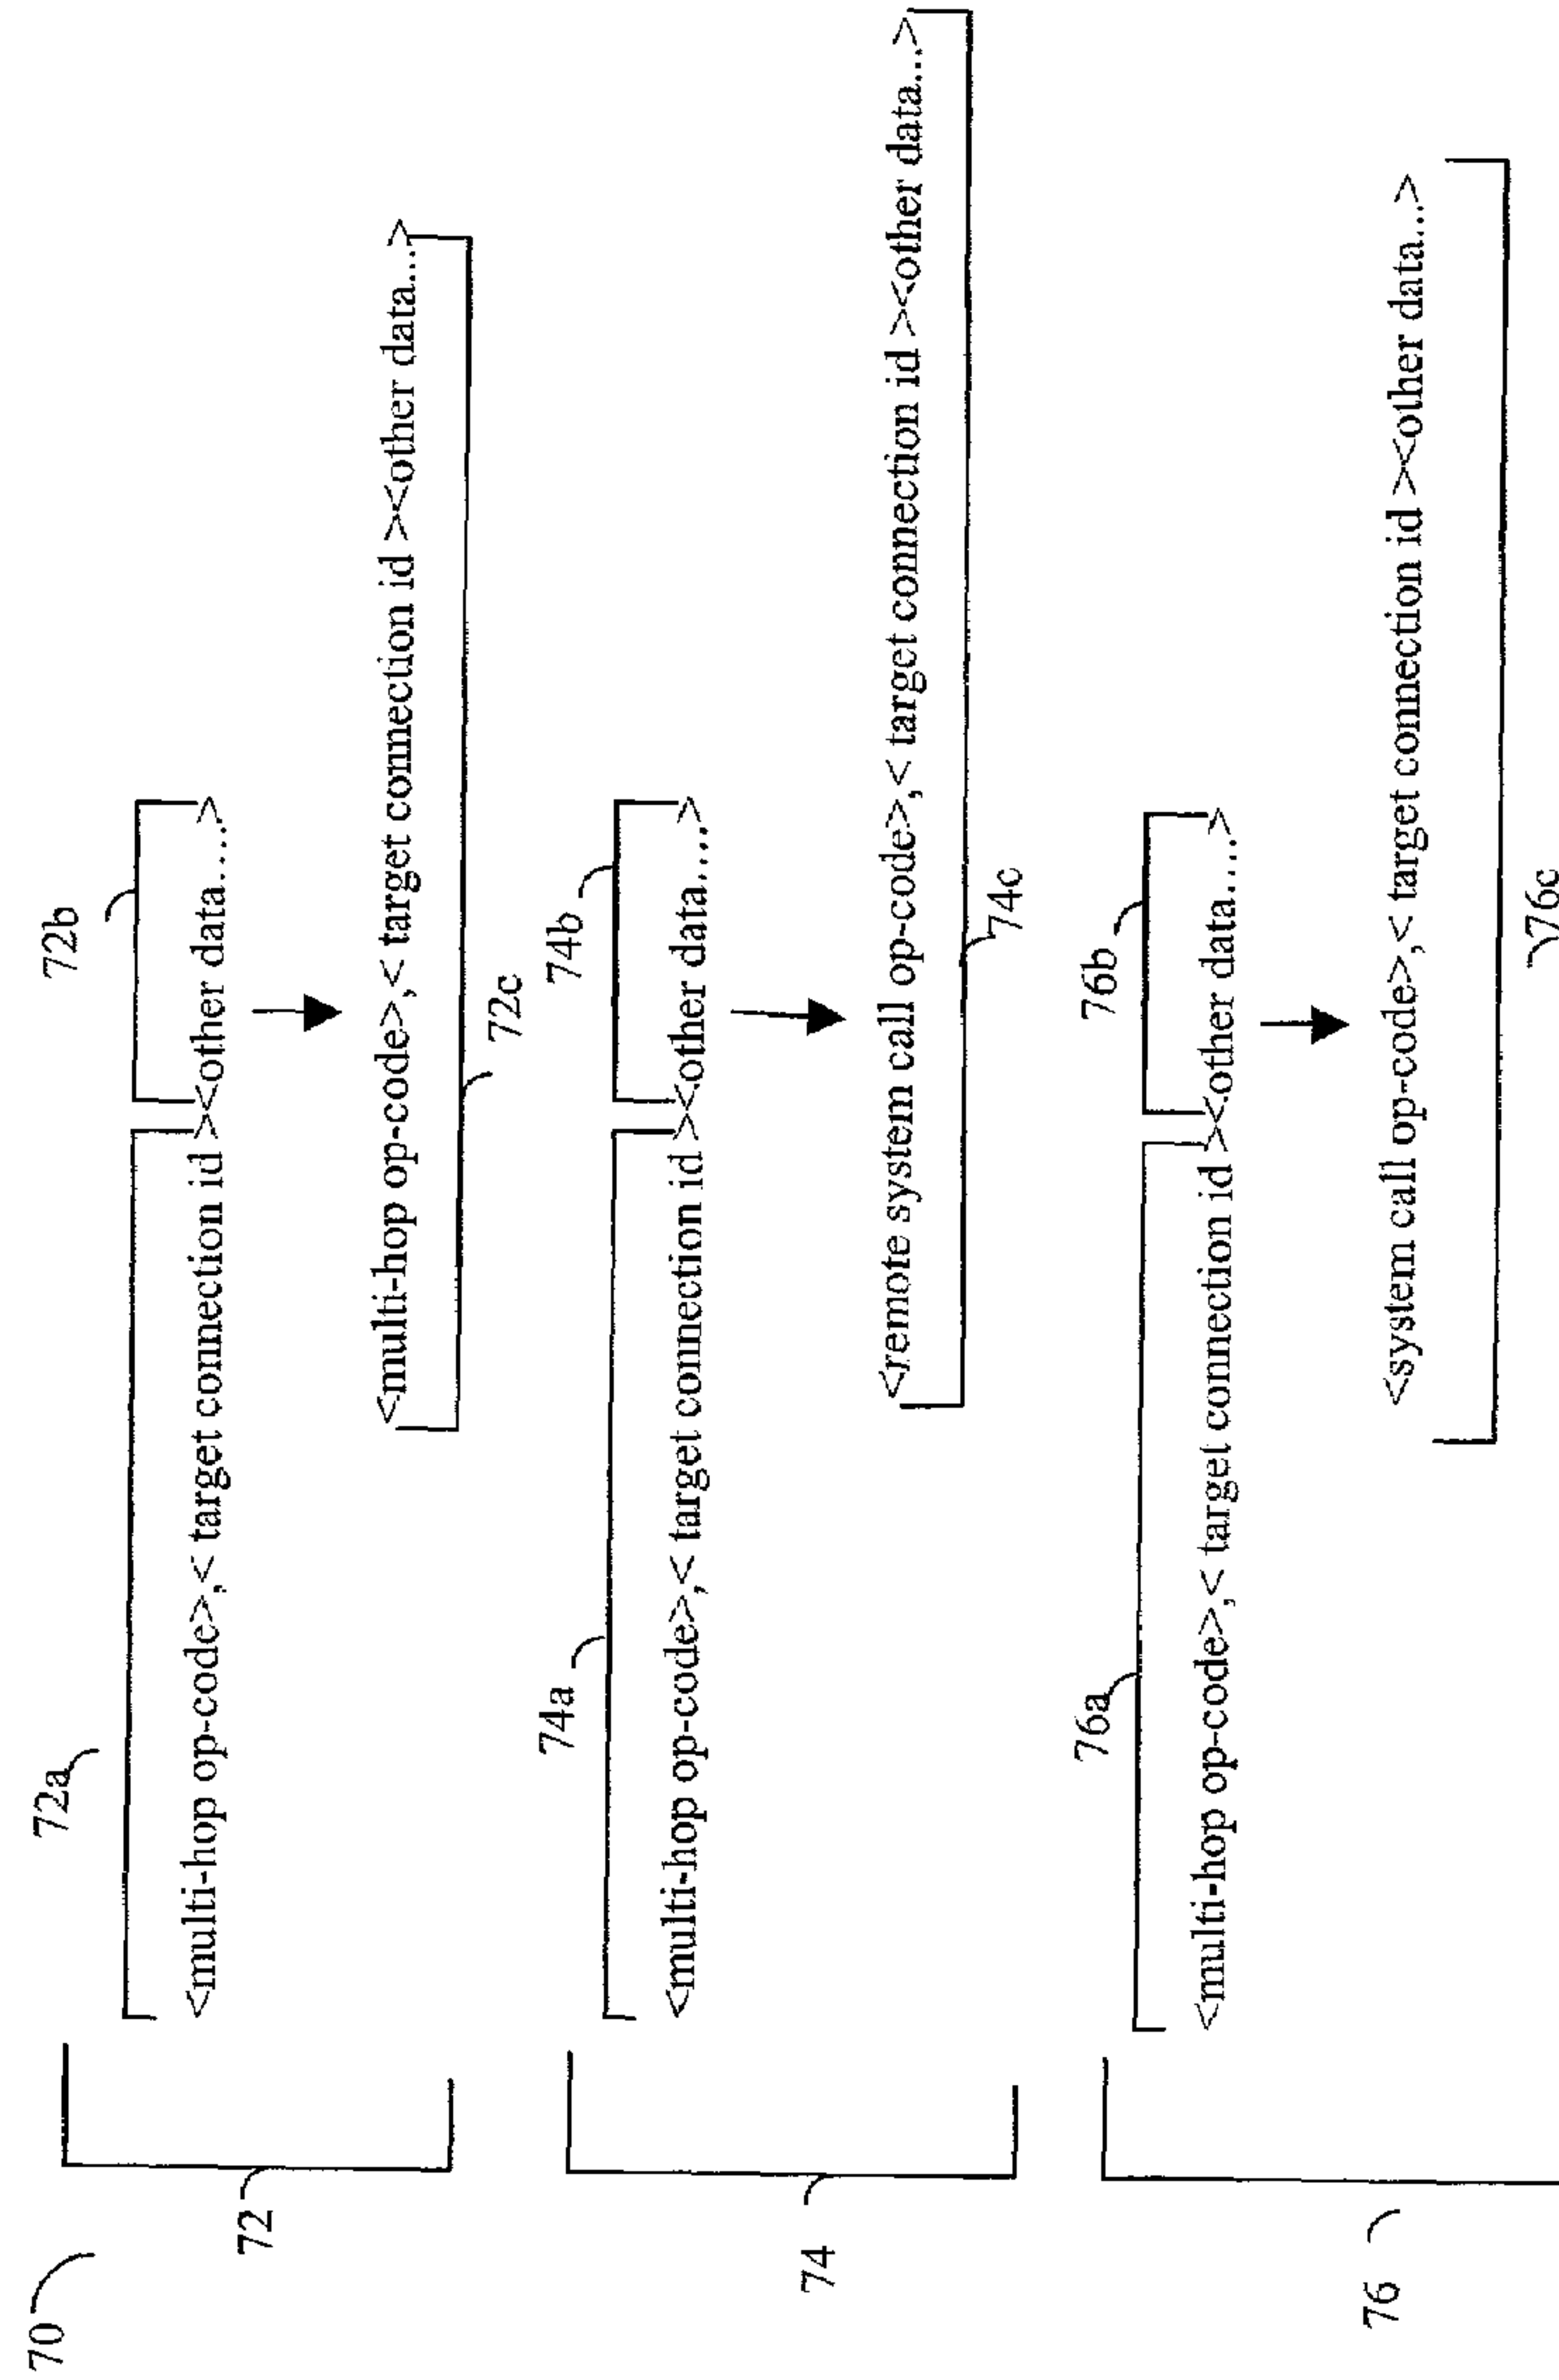 70
72
72a
72b
<multi-hop op-code>,< target connection id ><other data....>
<multi-hop op-code>,< target connection id ><other data...>
72c
74
74a
74b
<multi-hop op-code>,< target connection id ><other data....>
<remote system call op-code>,< target connection id ><other data...>
74c
76
76a
76b
<multi-hop op-code>,< target connection id ><other data....>
<system call op-code>,< target connection id ><other data...>
76c